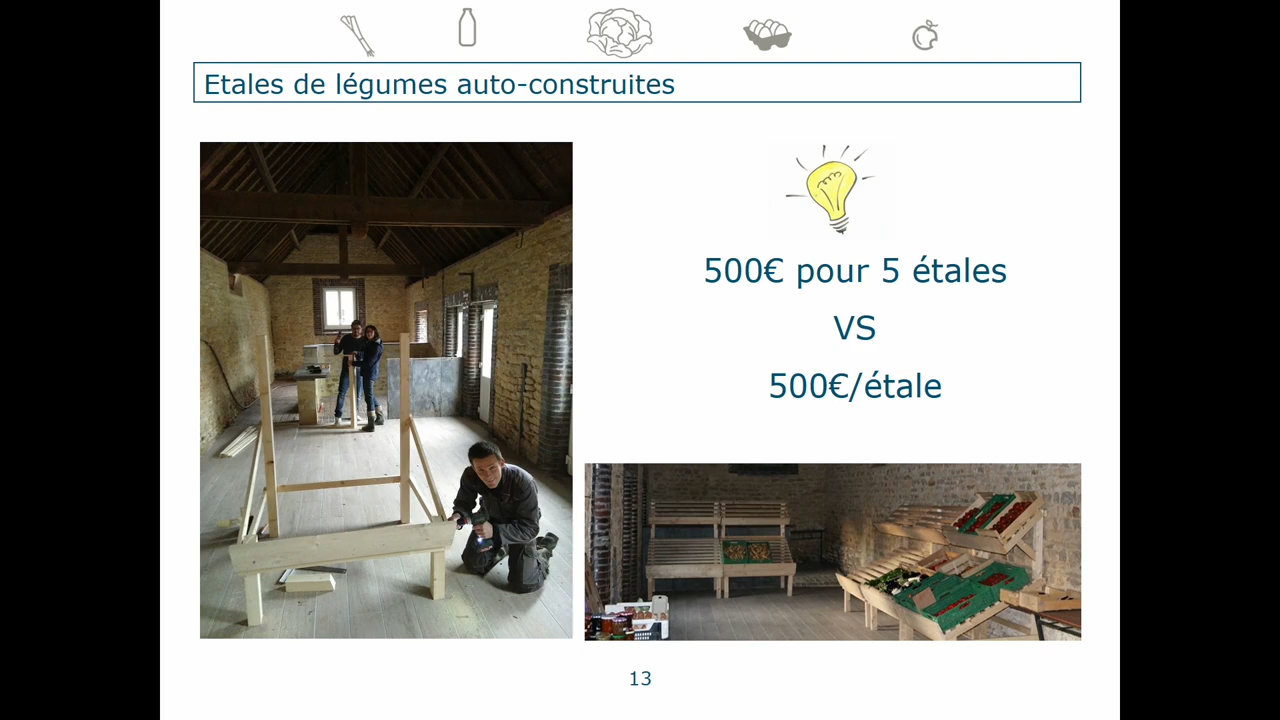 Etales de légumes auto-construites
500€ pour 5 étales
VS
500€/étale
13